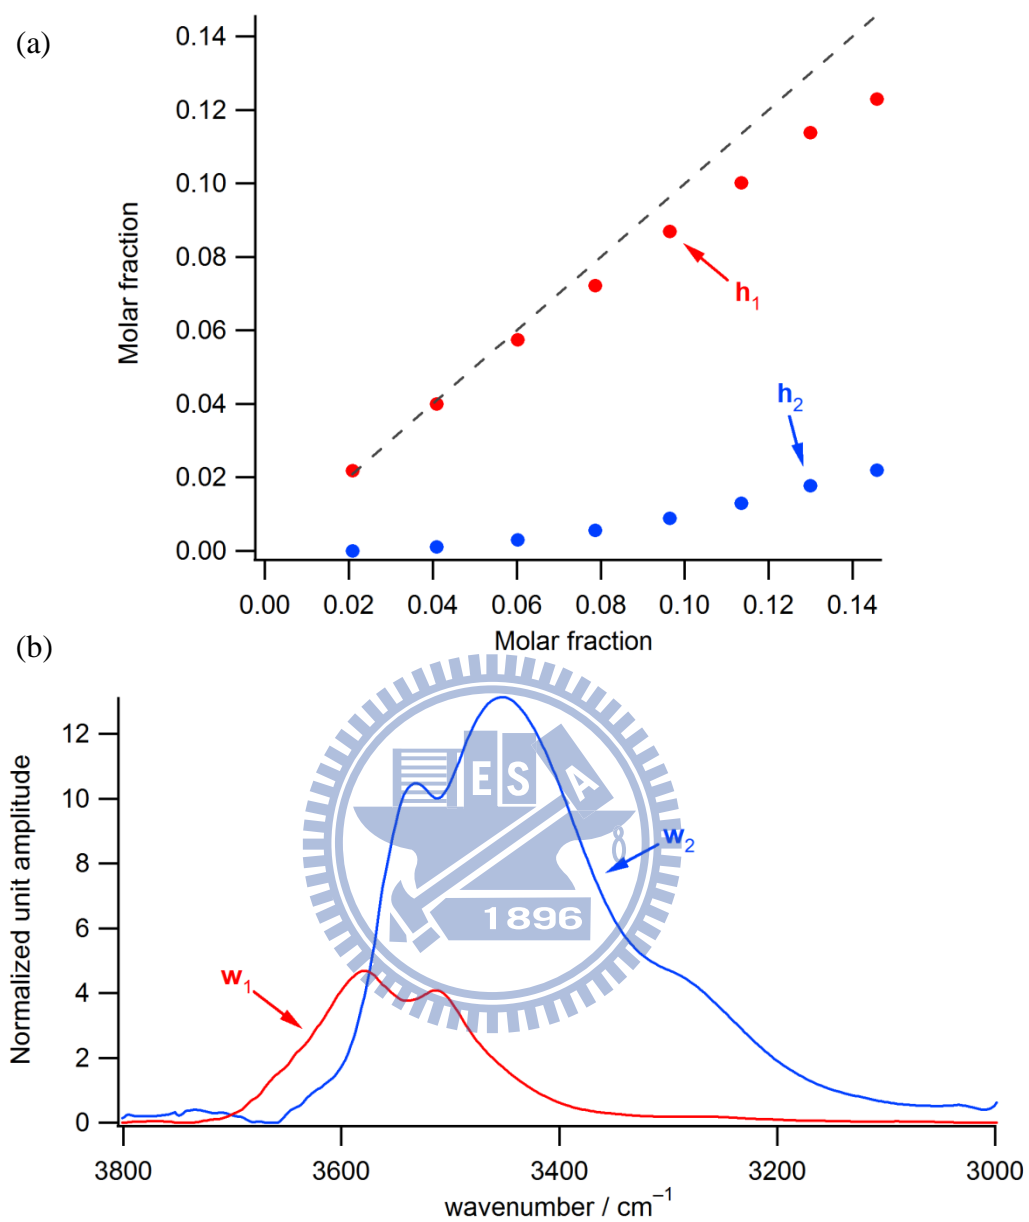 (a)
0.14
0.12
0.10
0.08
0.06
0.04
0.02
0.00
Molar fraction
h1
h2
0.00 0.02 0.04 0.06 0.08 0.10 0.12 0.14
Molar fraction
(b)
12
10
8
6
4
2
0
Normalized unit amplitude
E S A
1896
w1
w2
3800 3600 3400 3200 3000
wavenumber / cm–1